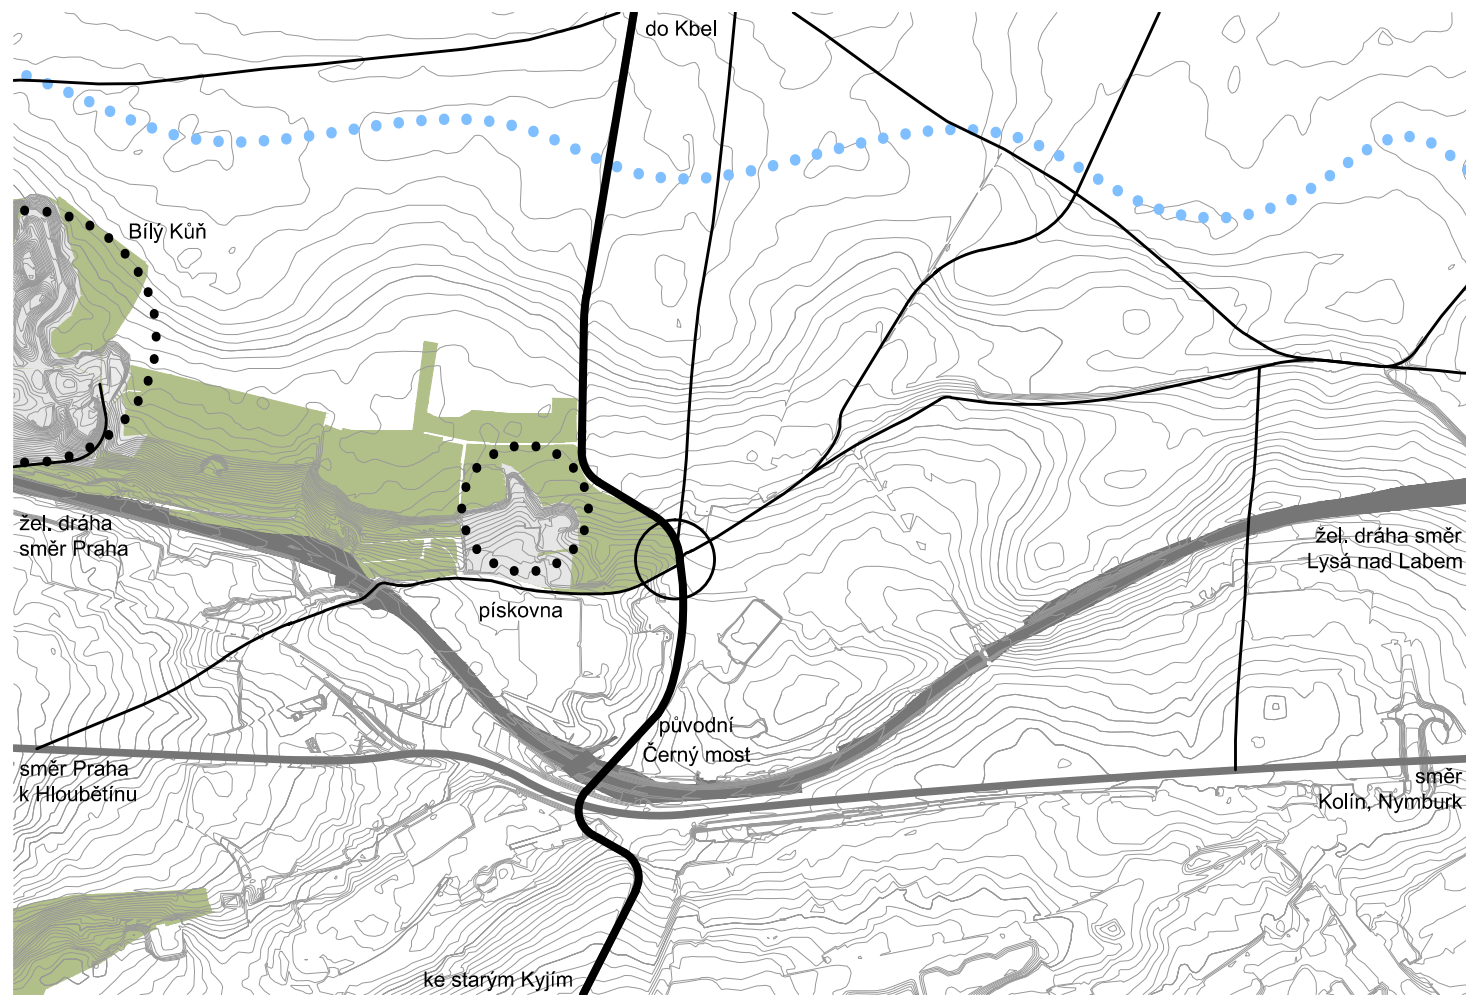 do Kbel
Bílý Kůň
žel. dráha
směr Praha
žel. dráha směr
Lysá nad Labem
pískovna
původní
Černý most
směr Praha
k Hloubětínu
směr
Kolín, Nymburk
ke starým Kyjím